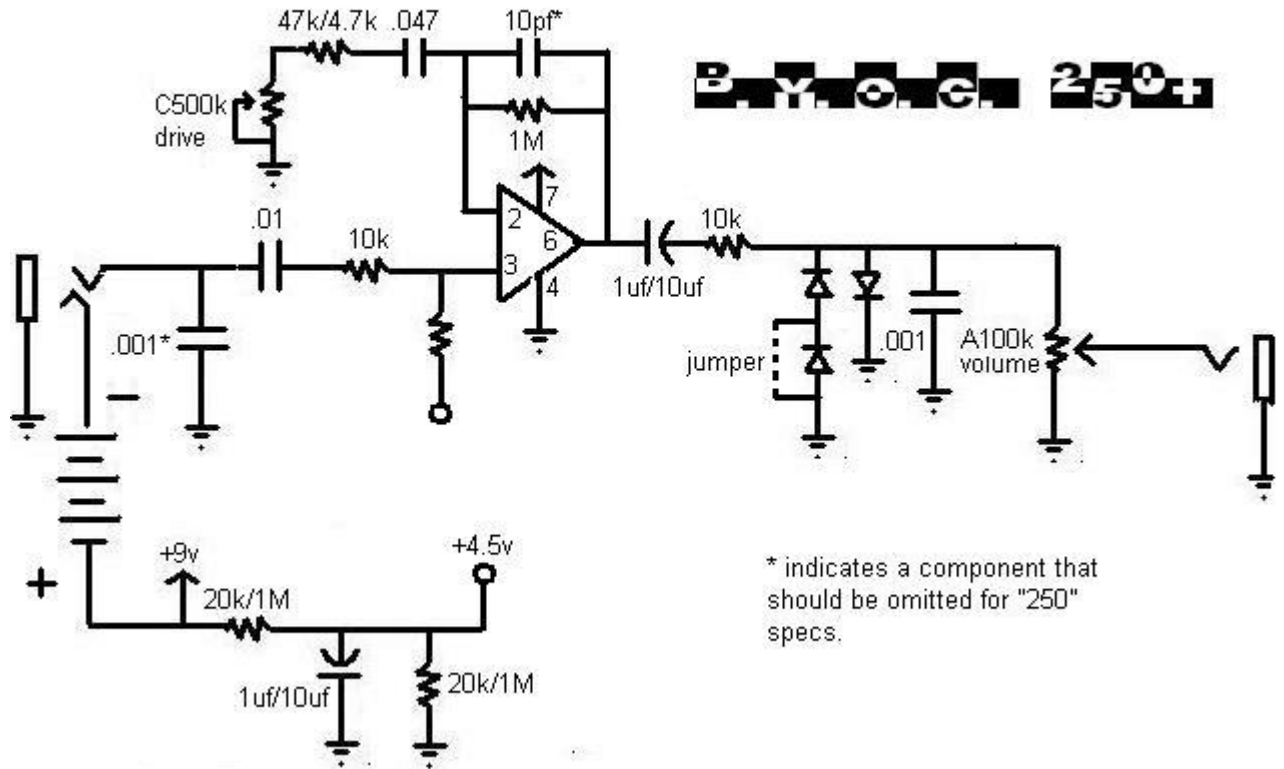 47k/4.7k .047 10pf*
B.Y.O.C. 250+
C500k
drive
1M
7
.01
2
10k
6
10k
3
4
1uf/10uf
.001*
jumper
.001
A100k
volume
−
+9v
+4.5v
+
20k/1M
1uf/10uf
20k/1M
* indicates a component that
should be omitted for "250"
specs.